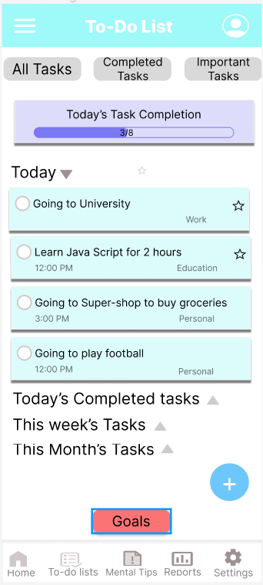 To-Do List
All Tasks
Completed
Tasks
Important
Tasks
Today's Task Completion
3/8
Today
Going to University
Work
Learn Java Script for 2 hours
12:00 PM
Education
Going to Super-shop to buy groceries
3:00 PM
Personal
Going to play football
12:00 PM
Personal
Today's Completed tasks
This week's Tasks
This Month's Tasks
+
Goals
Home
To-do lists
Mental Tips
Reports
Settings